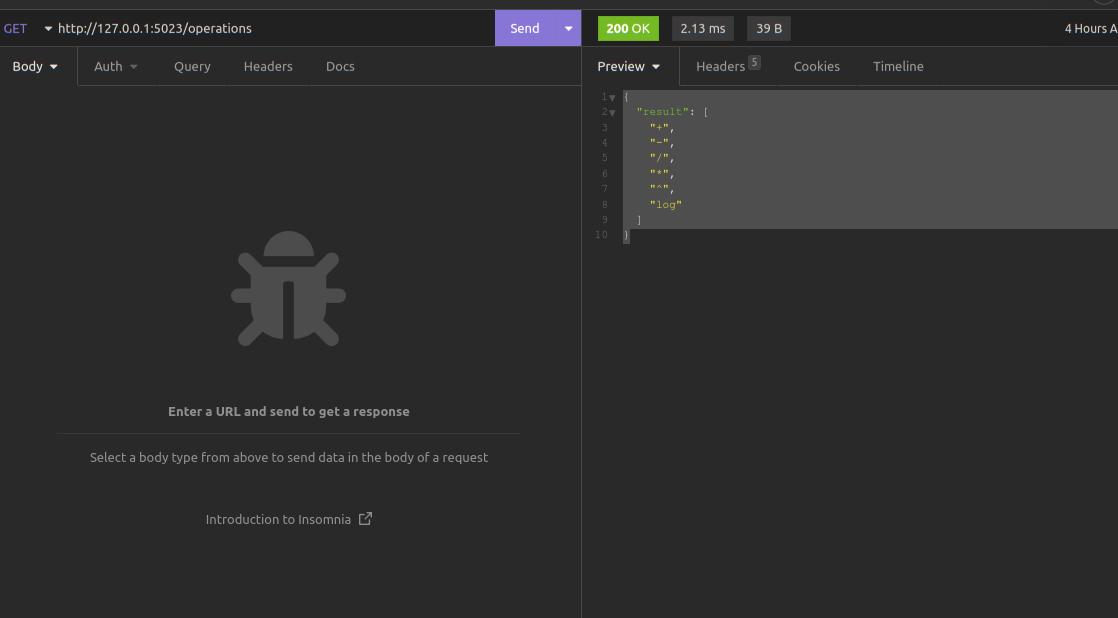 GET http://127.0.0.1:5023/operations Send 200 OK 2.13 ms 39 B 4 Hours A
Body Auth Query Headers Docs Preview Headers 5 Cookies Timeline
1 {
2 "result": [
3 "+",
4 "-",
5 "/",
6 "*",
7 "^",
8 "log"
9 ]
10 }
Enter a URL and send to get a response
Select a body type from above to send data in the body of a request
Introduction to Insomnia